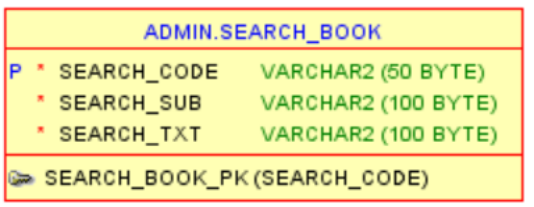 ADMIN.SEARCH_BOOK
P * SEARCH_CODE VARCHAR2 (50 BYTE)
* SEARCH_SUB VARCHAR2 (100 BYTE)
* SEARCH_TXT VARCHAR2 (100 BYTE)
SEARCH_BOOK_PK (SEARCH_CODE)